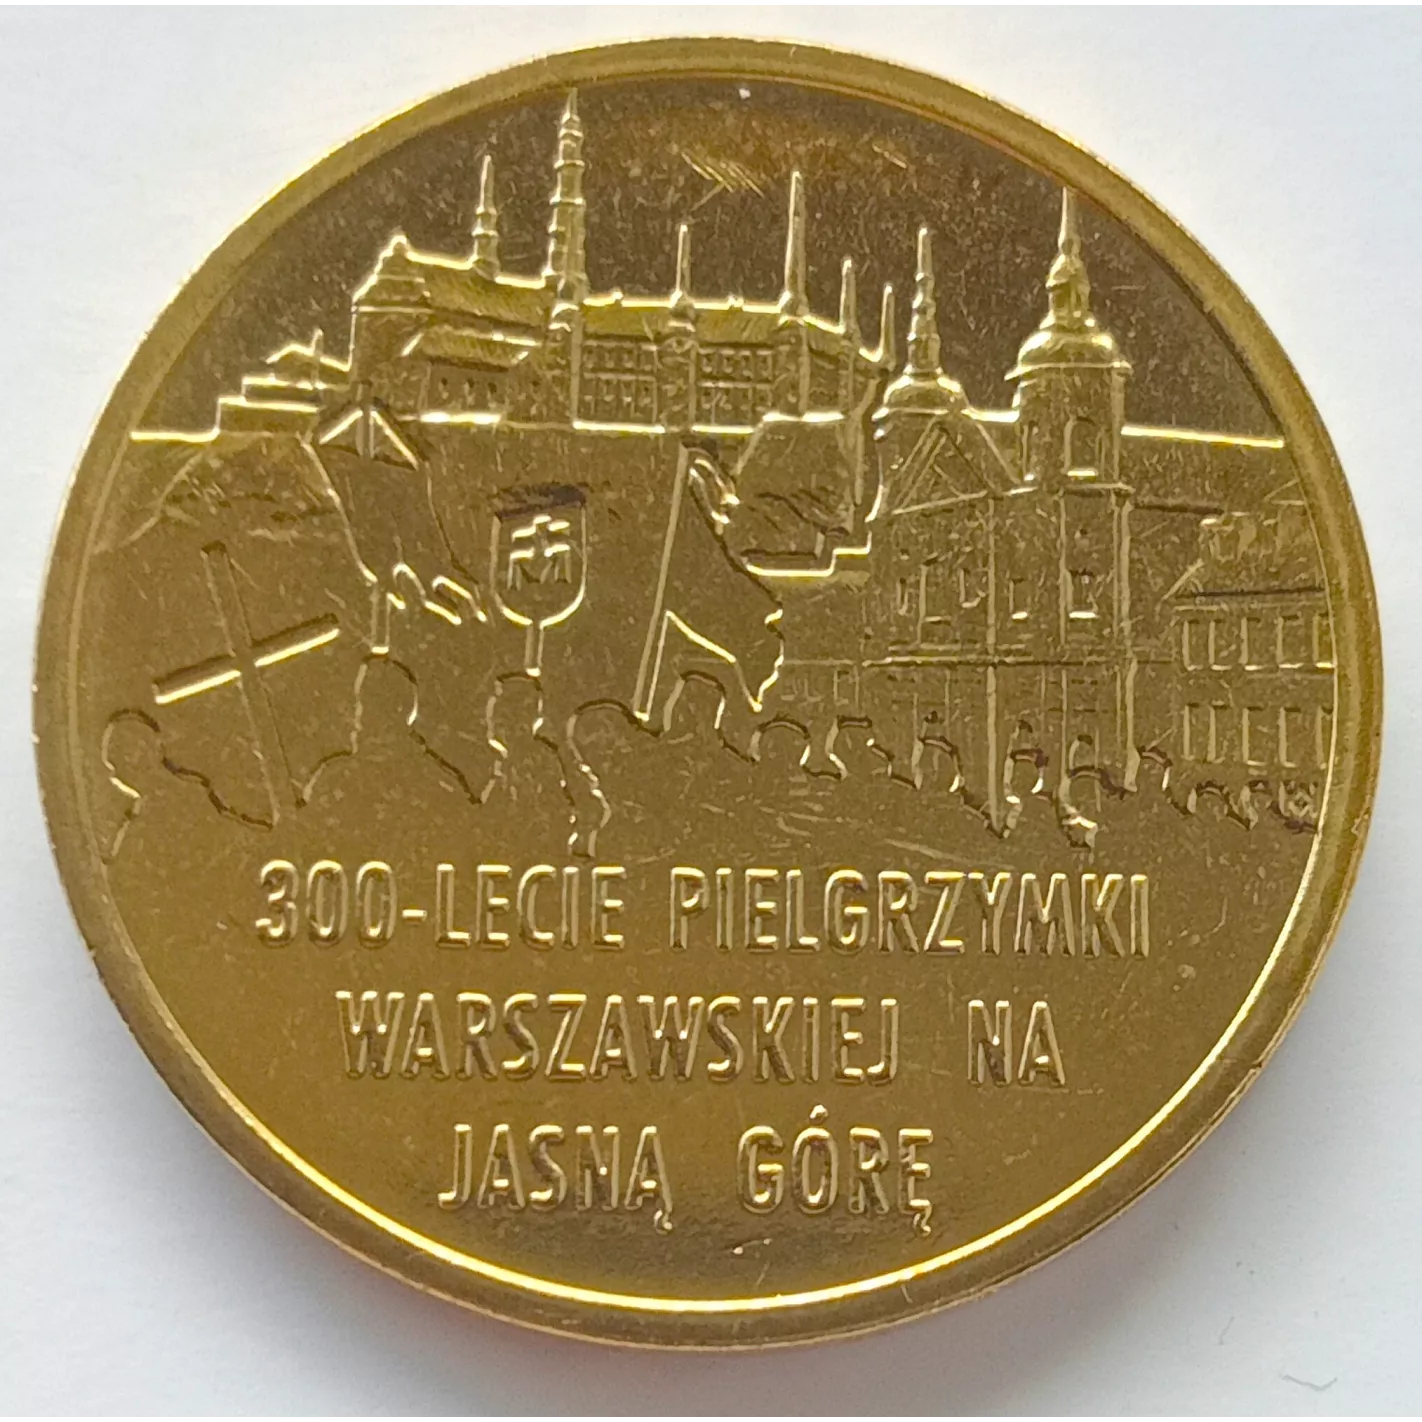 300-LECIE PIELGRZYMKI
WARSZAWSKIEJ NA
JASNĄ GÓRĘ